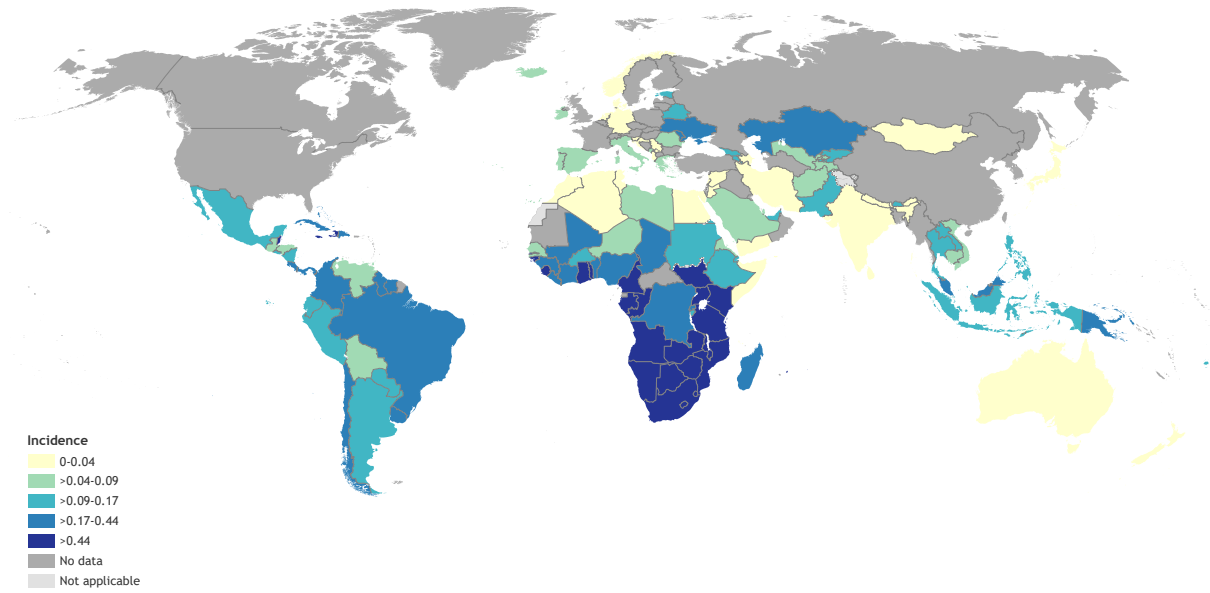 Incidence
0-0.04
>0.04-0.09
>0.09-0.17
>0.17-0.44
>0.44
No data
Not applicable